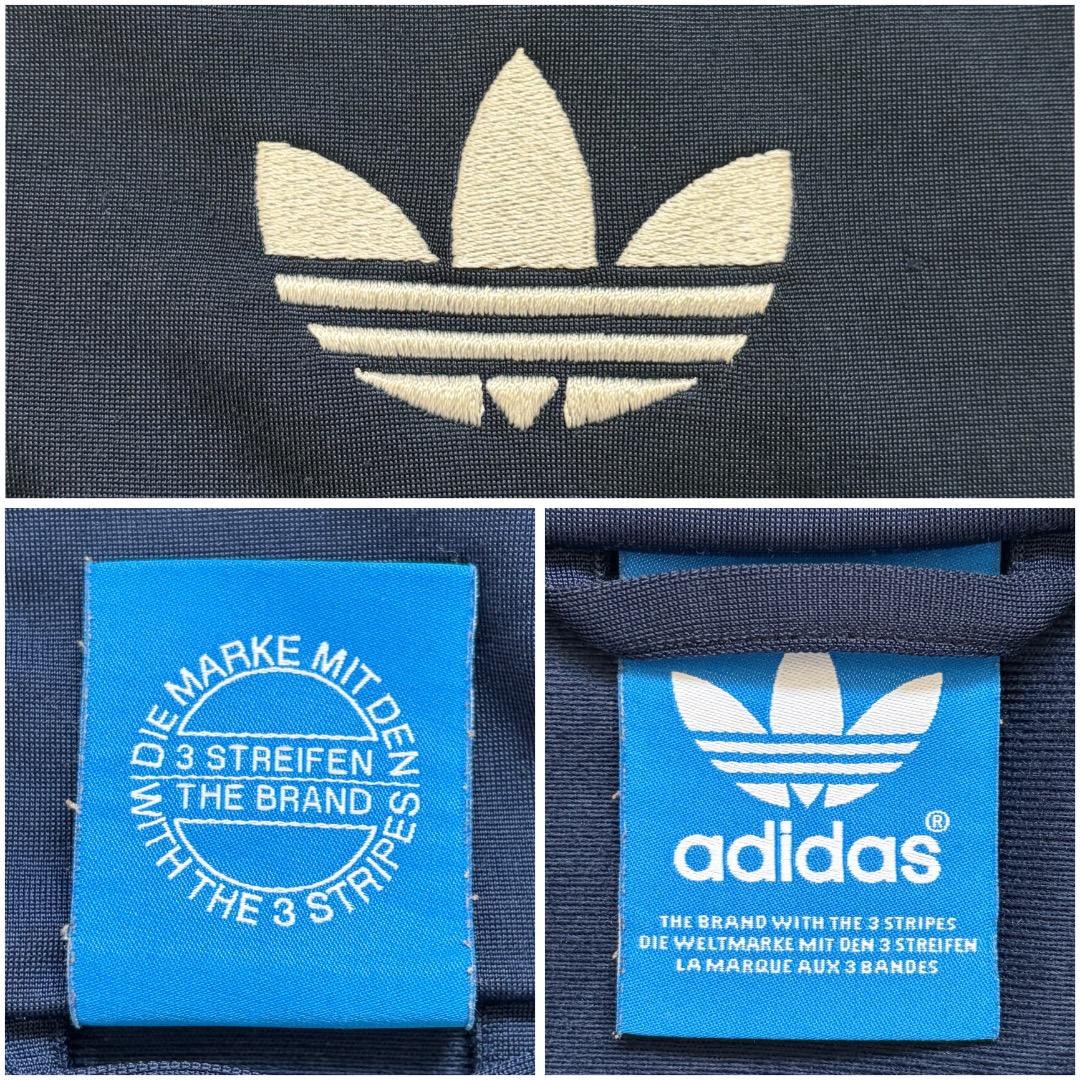 DIE MARKE MIT DEN
3 STREIFEN
THE BRAND
WITH THE 3 STRIPES
adidas®
THE BRAND WITH THE 3 STRIPES
DIE WELTMARKE MIT DEN 3 STREIFEN
LA MARQUE AUX 3 BANDES